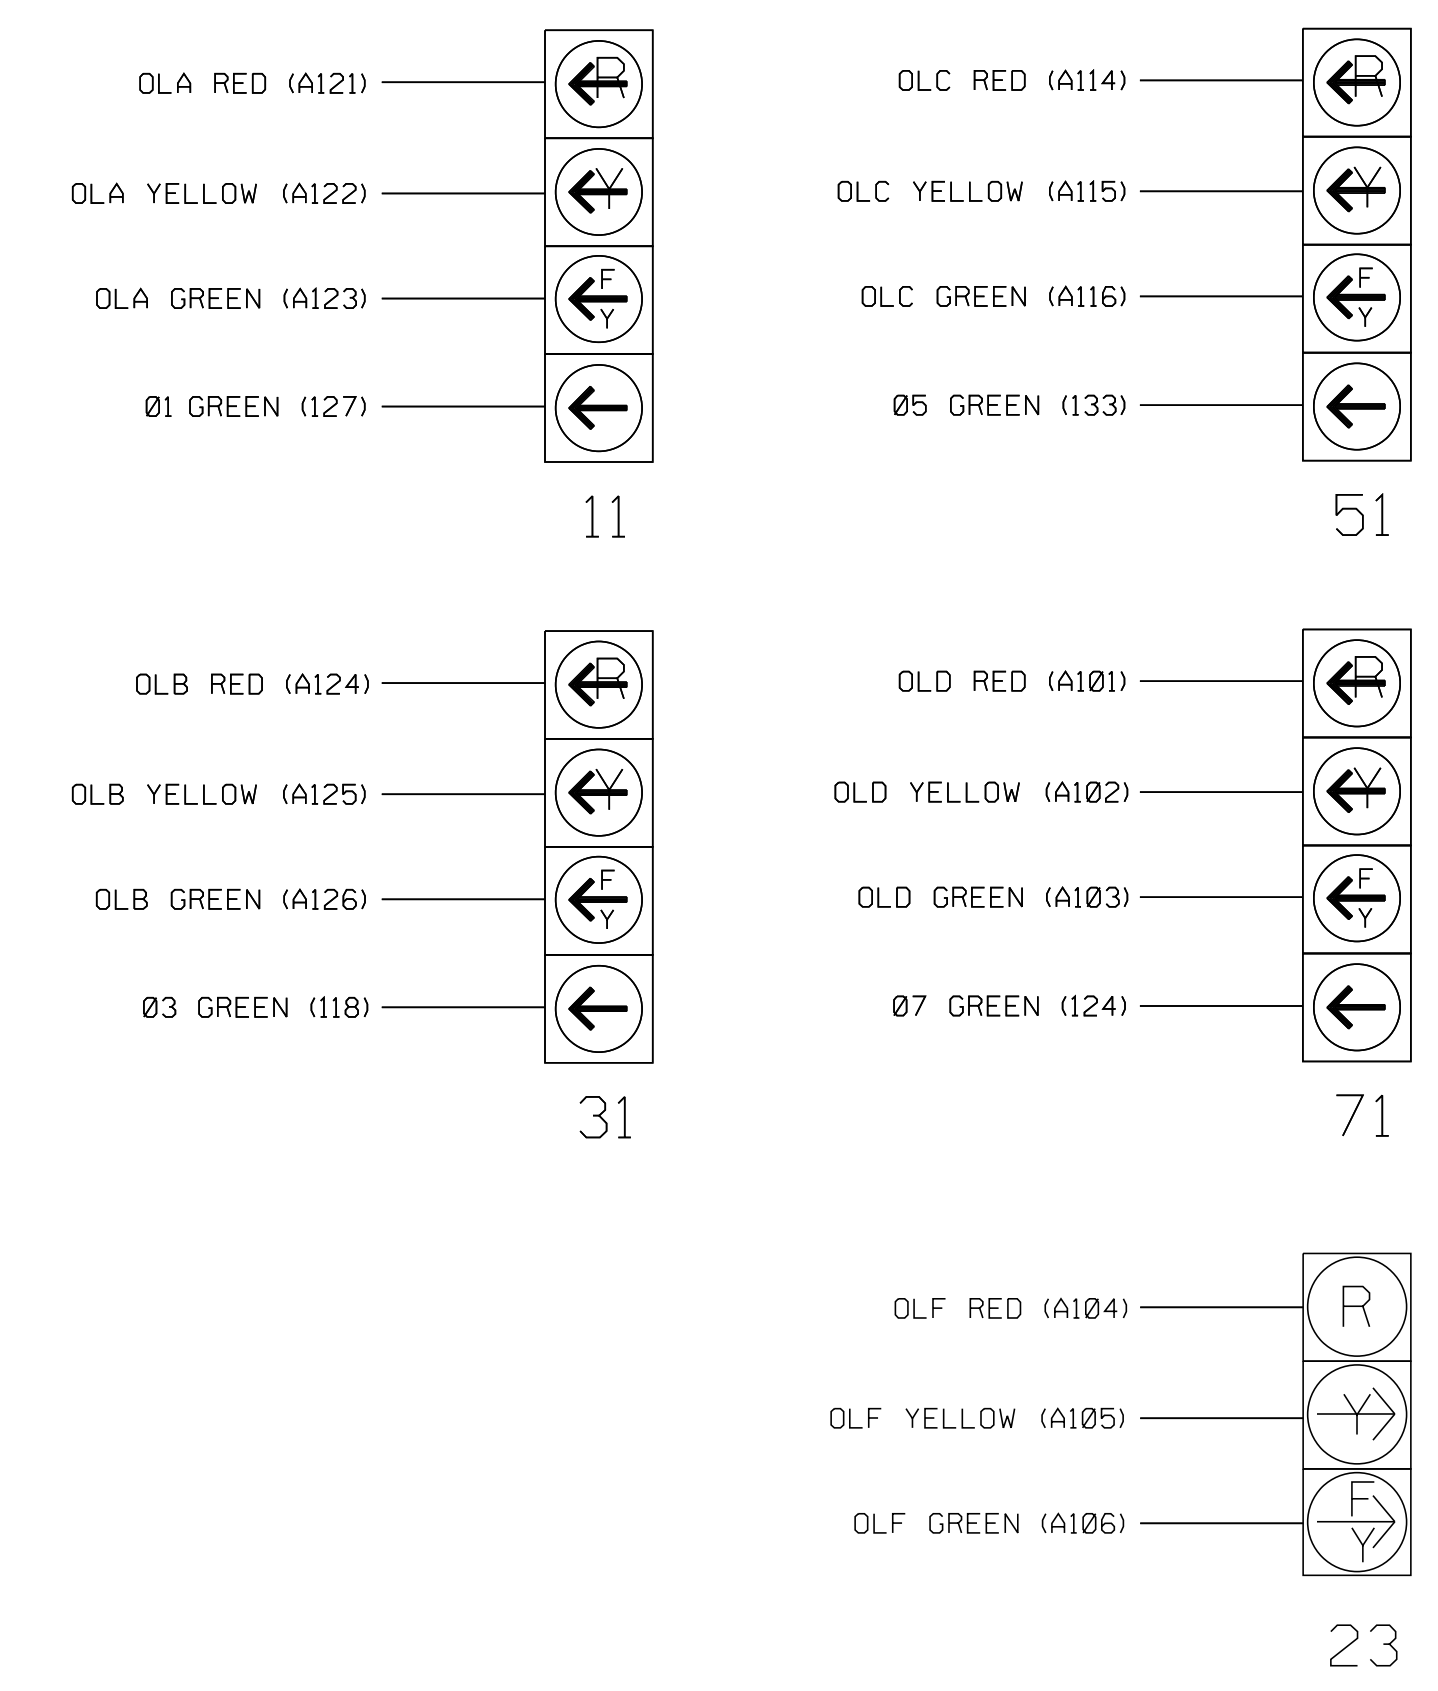 OLA RED (A121)
R
OLA YELLOW (A122)
Y
OLA GREEN (A123)
F
Y
Ø1 GREEN (127)
11
OLC RED (A114)
R
OLC YELLOW (A115)
Y
OLC GREEN (A116)
F
Y
Ø5 GREEN (133)
51
OLB RED (A124)
R
OLB YELLOW (A125)
Y
OLB GREEN (A126)
F
Y
Ø3 GREEN (118)
31
OLD RED (A1Ø1)
R
OLD YELLOW (A1Ø2)
Y
OLD GREEN (A1Ø3)
F
Y
Ø7 GREEN (124)
71
OLF RED (A1Ø4)
R
OLF YELLOW (A1Ø5)
Y
OLF GREEN (A1Ø6)
F
Y
23